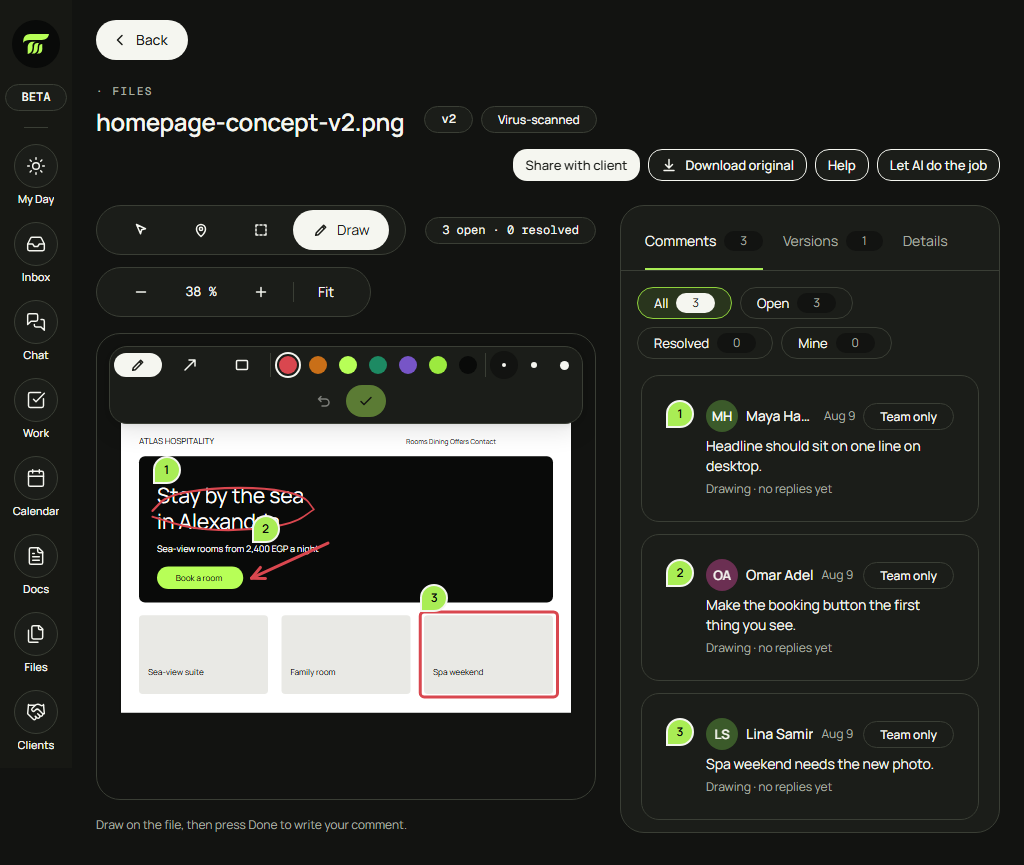 BETA
My Day
Inbox
Chat
Work
Calendar
Docs
Files
Clients
Back
· FILES
homepage-concept-v2.png
v2
Virus-scanned
Share with client
Download original
Help
Let AI do the job
Draw
3 open · 0 resolved
38 %
Fit
ATLAS HOSPITALITY
Rooms Dining Offers Contact
1
Stay by the sea
in Alexandria
2
Sea-view rooms from 2,400 EGP a night
Book a room
3
Sea-view suite
Family room
Spa weekend
Draw on the file, then press Done to write your comment.
Comments 3
Versions 1
Details
All 3
Open 3
Resolved 0
Mine 0
1
MH
Maya Ha...
Aug 9
Team only
Headline should sit on one line on
desktop.
Drawing · no replies yet
2
OA
Omar Adel
Aug 9
Team only
Make the booking button the first
thing you see.
Drawing · no replies yet
3
LS
Lina Samir
Aug 9
Team only
Spa weekend needs the new photo.
Drawing · no replies yet